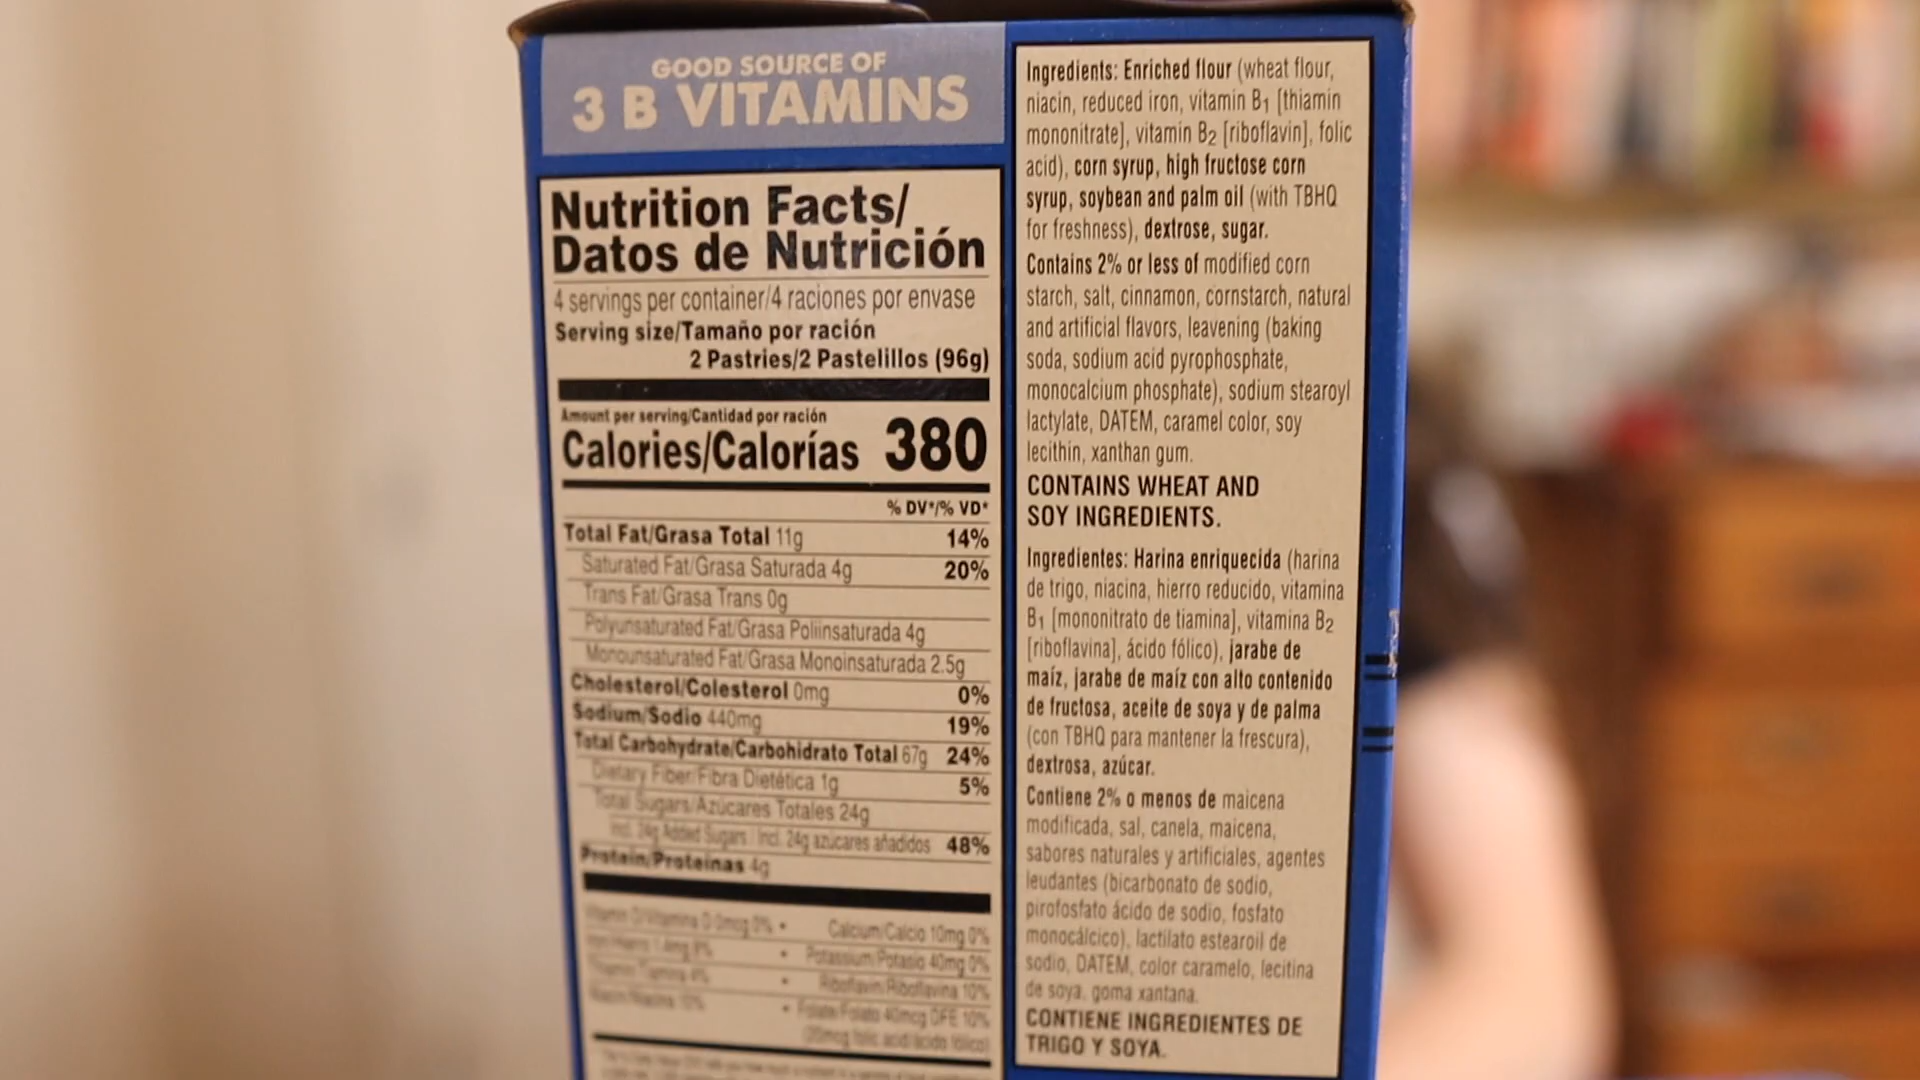 GOOD SOURCE OF
3 B VITAMINS
Nutrition Facts/
Datos de Nutrición
4 servings per container/4 raciones por envase
Serving size/Tamaño por ración
2 Pastries/2 Pastelillos (96g)
Amount per serving/Cantidad por ración
Calories/Calorías 380
% DV*/% VD*
Total Fat/Grasa Total 11g 14%
Saturated Fat/Grasa Saturada 4g 20%
Trans Fat/Grasa Trans 0g
Polyunsaturated Fat/Grasa Poliinsaturada 4g
Monounsaturated Fat/Grasa Monoinsaturada 2.5g
Cholesterol/Colesterol 0mg 0%
Sodium/Sodio 440mg 19%
Total Carbohydrate/Carbohidrato Total 67g 24%
Dietary Fiber/Fibra Dietética 1g 5%
Total Sugars/Azúcares Totales 24g
Incl. 24g Added Sugars / Incl. 24g azúcares añadidos 48%
Protein/Proteínas 4g
Vitamin D/Vitamina D 0mcg 0% • Calcium/Calcio 10mg 0%
• Potassium/Potasio 40mg 0%
• Riboflavin/Riboflavina 10%
• Folate/Folato 40mcg DFE 10%
(20mcg folic acid/ácido fólico)
Ingredients: Enriched flour (wheat flour,
niacin, reduced iron, vitamin B1 [thiamin
mononitrate], vitamin B2 [riboflavin], folic
acid), corn syrup, high fructose corn
syrup, soybean and palm oil (with TBHQ
for freshness), dextrose, sugar.
Contains 2% or less of modified corn
starch, salt, cinnamon, cornstarch, natural
and artificial flavors, leavening (baking
soda, sodium acid pyrophosphate,
monocalcium phosphate), sodium stearoyl
lactylate, DATEM, caramel color, soy
lecithin, xanthan gum.
CONTAINS WHEAT AND
SOY INGREDIENTS.
Ingredientes: Harina enriquecida (harina
de trigo, niacina, hierro reducido, vitamina
B1 [mononitrato de tiamina], vitamina B2
[riboflavina], ácido fólico), jarabe de
maíz, jarabe de maíz con alto contenido
de fructosa, aceite de soya y de palma
(con TBHQ para mantener la frescura),
dextrosa, azúcar.
Contiene 2% o menos de maicena
modificada, sal, canela, maicena,
sabores naturales y artificiales, agentes
leudantes (bicarbonato de sodio,
pirofosfato ácido de sodio, fosfato
monocálcico), lactilato estearoil de
sodio, DATEM, color caramelo, lecitina
de soya, goma xantana.
CONTIENE INGREDIENTES DE
TRIGO Y SOYA.